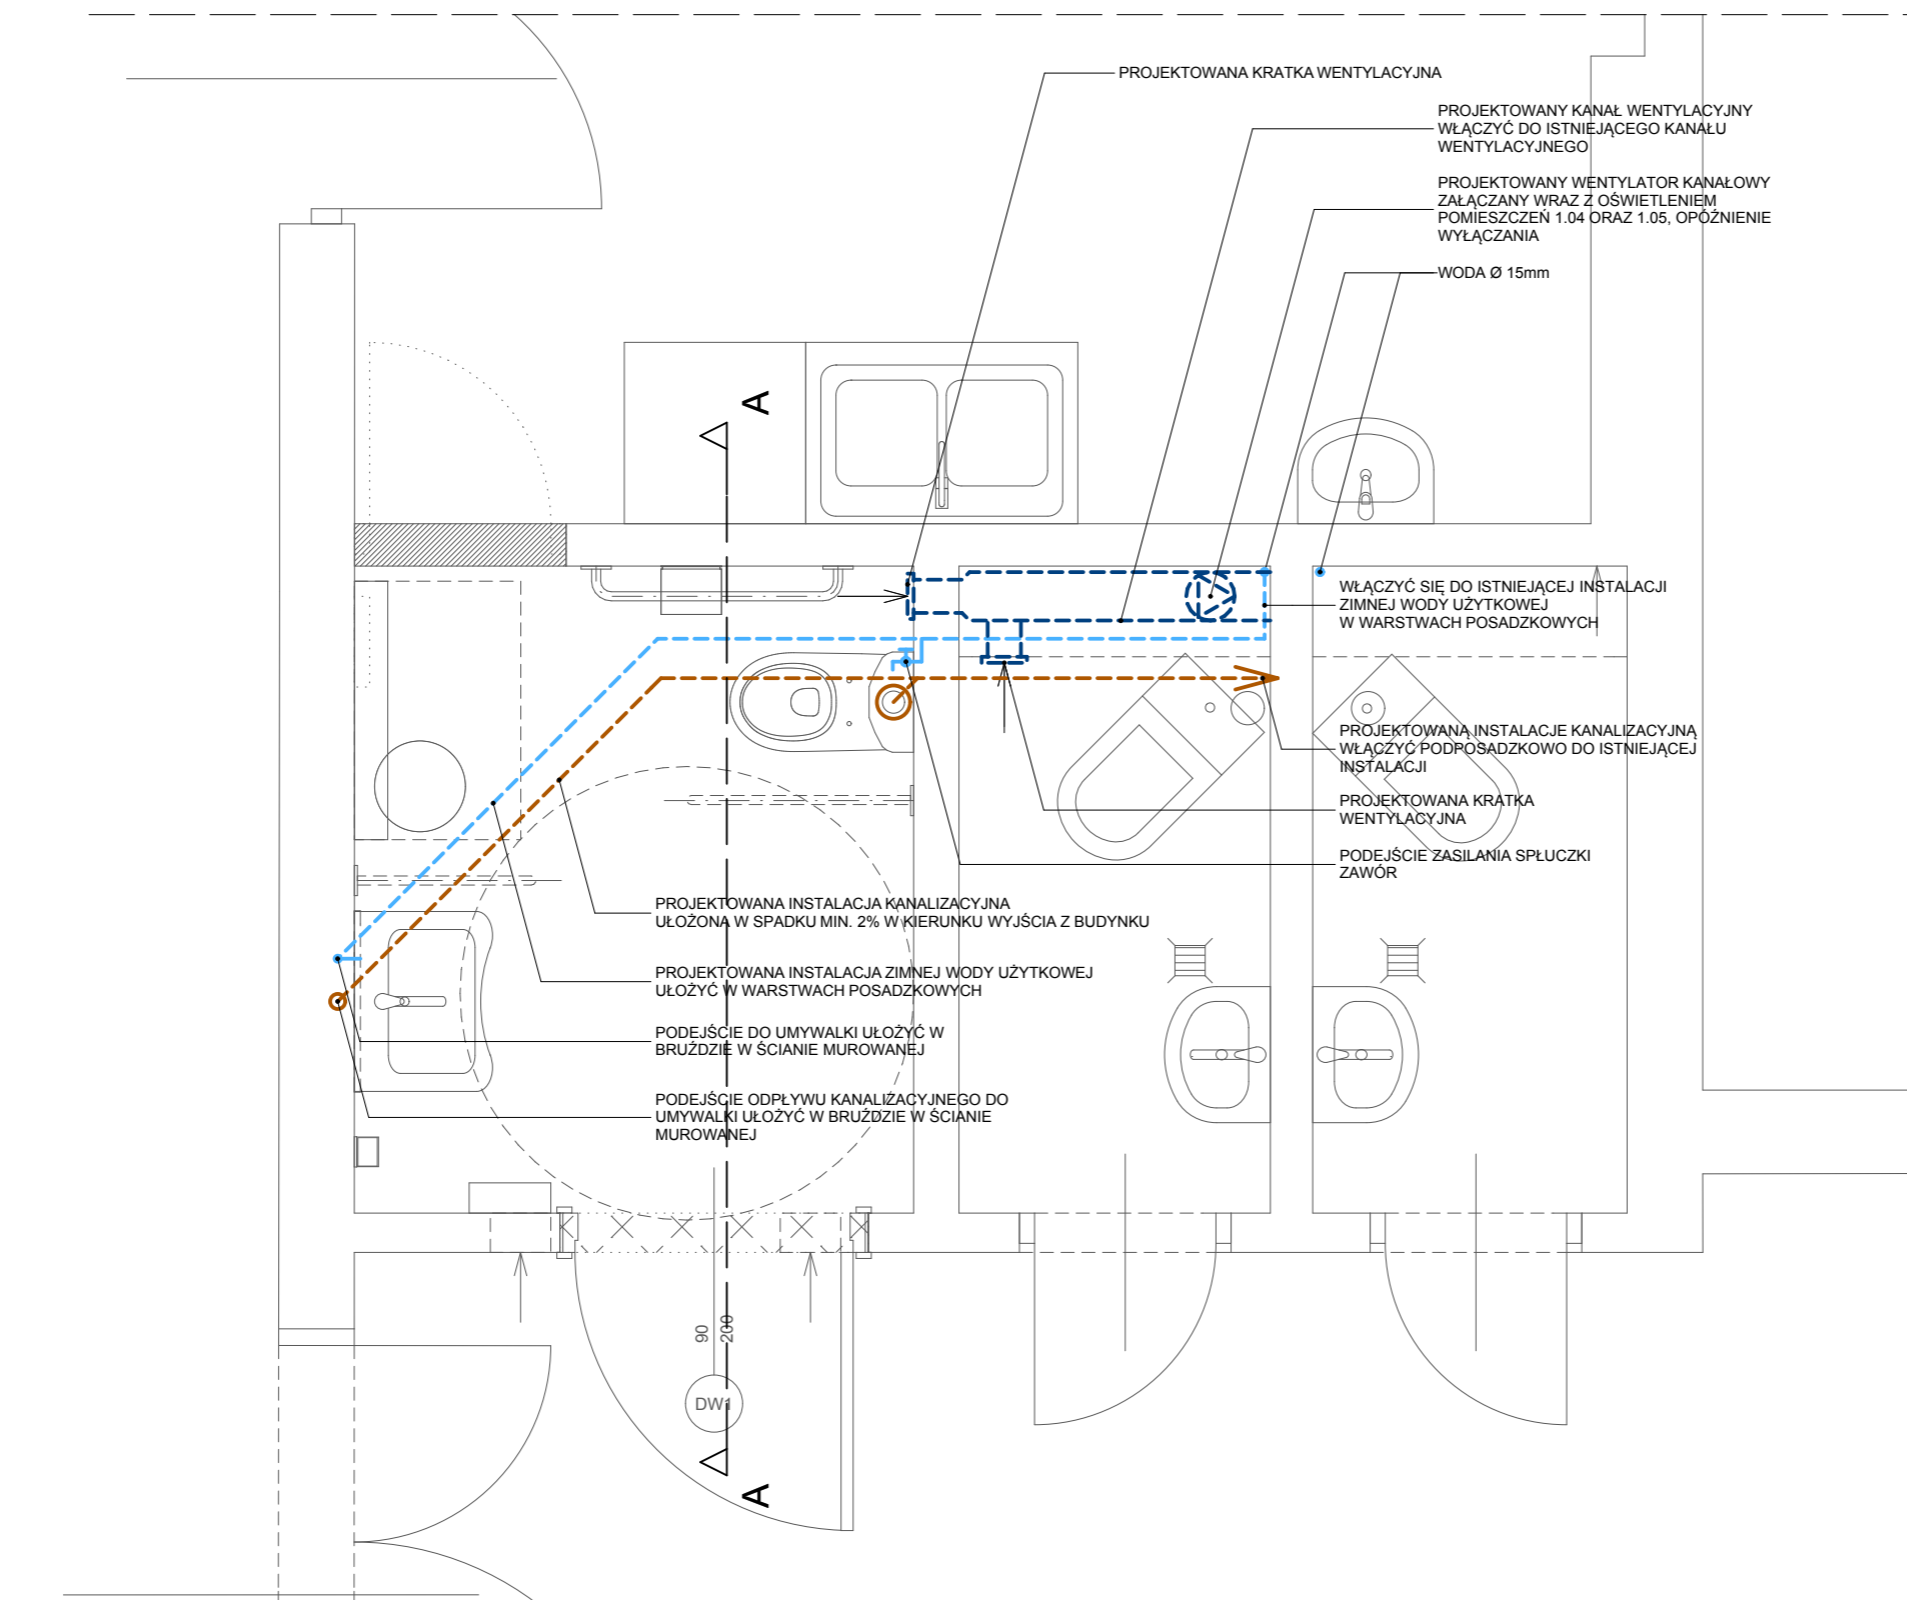 PROJEKTOWANA KRATKA WENTYLACYJNA
PROJEKTOWANY KANAŁ WENTYLACYJNY
WŁĄCZYĆ DO ISTNIEJĄCEGO KANAŁU
WENTYLACYJNEGO
PROJEKTOWANY WENTYLATOR KANAŁOWY
ZAŁĄCZANY WRAZ Z OŚWIETLENIEM
POMIESZCZEŃ 1.04 ORAZ 1.05, OPÓŹNIENIE
WYŁĄCZANIA
WODA Ø 15mm
A
WŁĄCZYĆ SIĘ DO ISTNIEJĄCEJ INSTALACJI
ZIMNEJ WODY UŻYTKOWEJ
W WARSTWACH POSADZKOWYCH
PROJEKTOWANĄ INSTALACJE KANALIZACYJNĄ
WŁĄCZYĆ PODPOSADZKOWO DO ISTNIEJĄCEJ
INSTALACJI
PROJEKTOWANA KRATKA
WENTYLACYJNA
PODEJŚCIE ZASILANIA SPŁUCZKI
ZAWÓR
PROJEKTOWANA INSTALACJA KANALIZACYJNA
UŁOŻONA W SPADKU MIN. 2% W KIERUNKU WYJŚCIA Z BUDYNKU
PROJEKTOWANA INSTALACJA ZIMNEJ WODY UŻYTKOWEJ
UŁOŻYĆ W WARSTWACH POSADZKOWYCH
PODEJŚCIE DO UMYWALKI UŁOŻYĆ W
BRUŹDZIE W ŚCIANIE MUROWANEJ
PODEJŚCIE ODPŁYWU KANALIZACYJNEGO DO
UMYWALKI UŁOŻYĆ W BRUŹDZIE W ŚCIANIE
MUROWANEJ
90
200
DW1
A